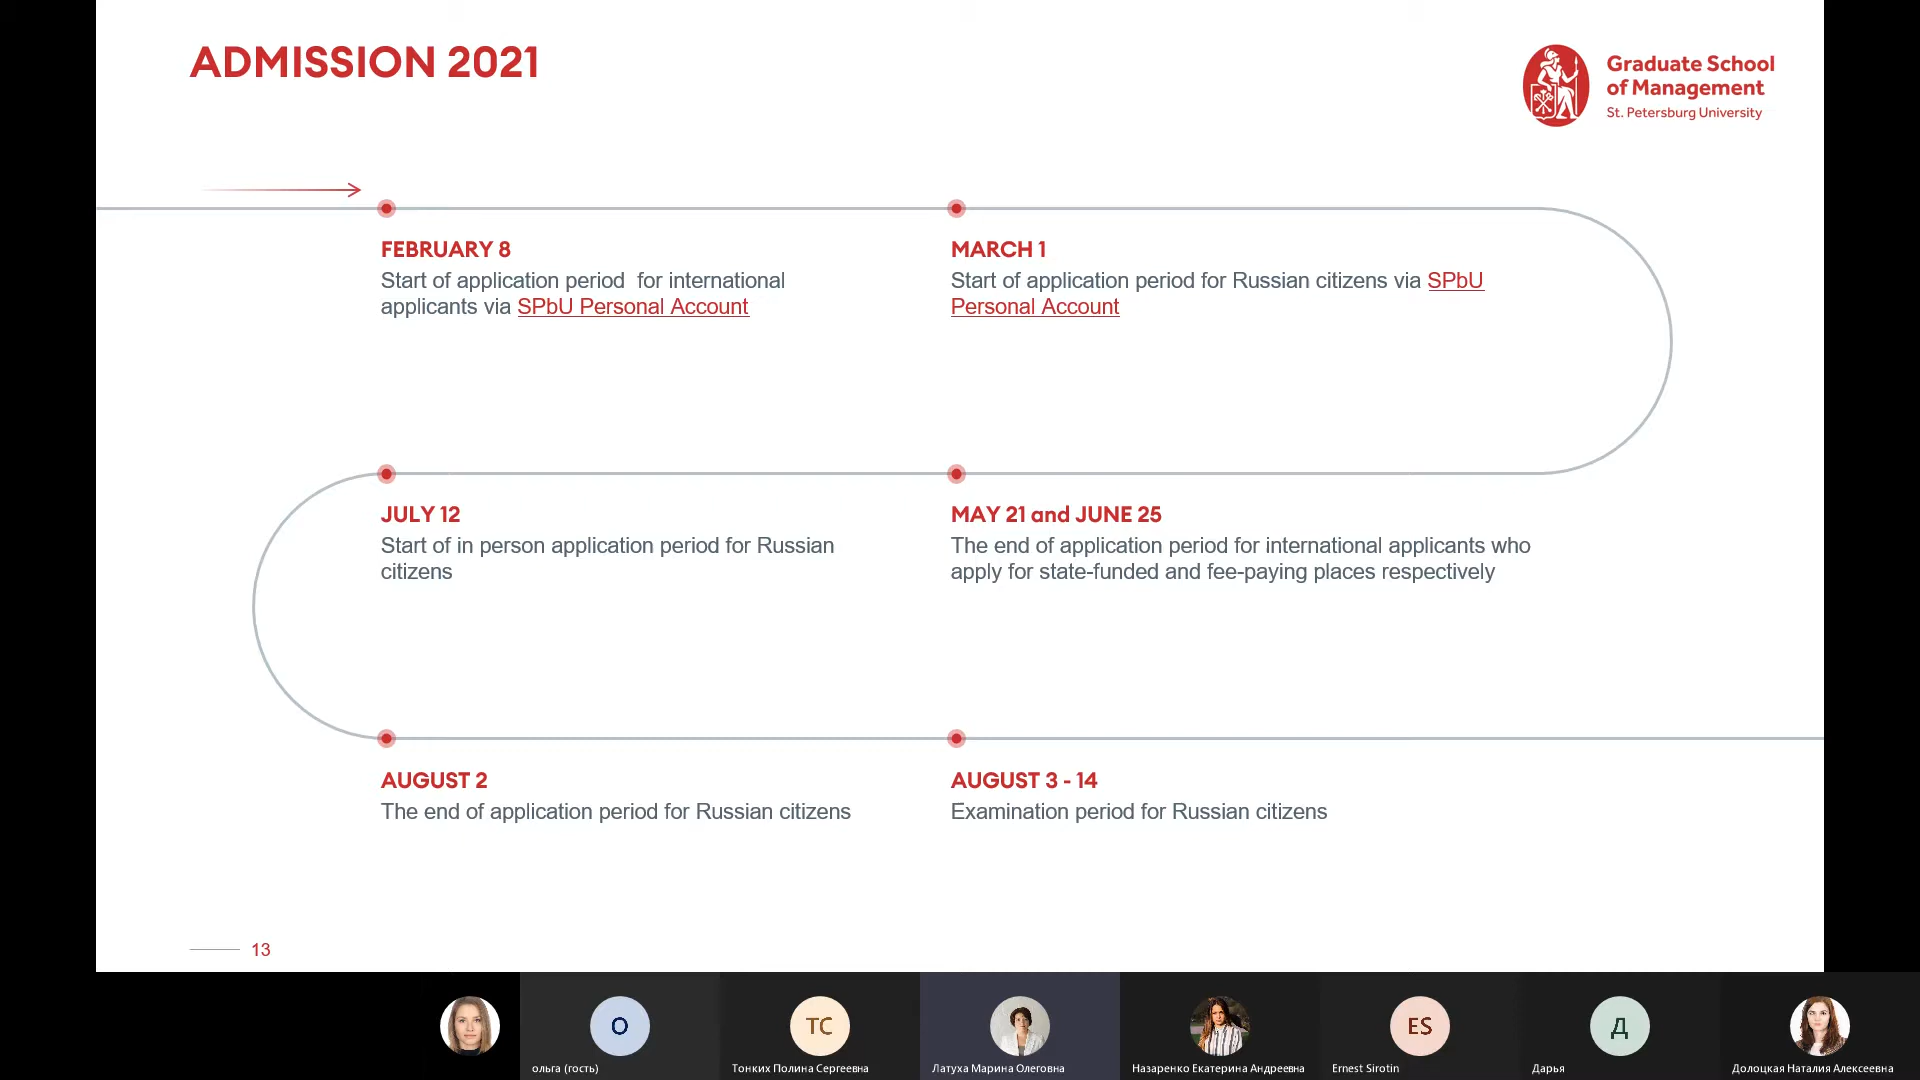 ADMISSION 2021
Graduate School
of Management
St. Petersburg University
FEBRUARY 8
Start of application period  for international
applicants via SPbU Personal Account
MARCH 1
Start of application period for Russian citizens via SPbU
Personal Account
JULY 12
Start of in person application period for Russian
citizens
MAY 21 and JUNE 25
The end of application period for international applicants who
apply for state-funded and fee-paying places respectively
AUGUST 2
The end of application period for Russian citizens
AUGUST 3 - 14
Examination period for Russian citizens
13
О
ТС
ES
Д
ольга (гость)
Тонких Полина Сергеевна
Латуха Марина Олеговна
Назаренко Екатерина Андреевна
Ernest Sirotin
Дарья
Долоцкая Наталия Алексеевна